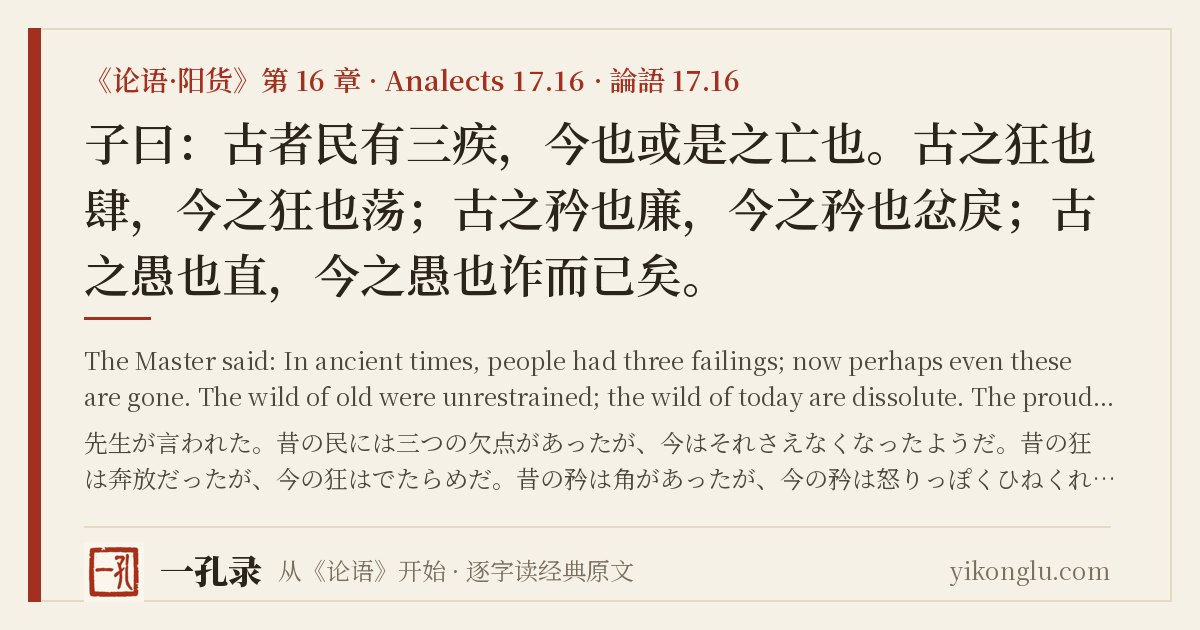 《论语·阳货》第 16 章 · Analects 17.16 · 論語 17.16
子曰：古者民有三疾，今也或是之亡也。古之狂也
肆，今之狂也荡；古之矜也廉，今之矜也忿戾；古
之愚也直，今之愚也诈而已矣。
The Master said: In ancient times, people had three failings; now perhaps even these
are gone. The wild of old were unrestrained; the wild of today are dissolute. The proud...
先生が言われた。昔の民には三つの欠点があったが、今はそれさえなくなったようだ。昔の狂
は奔放だったが、今の狂はでたらめだ。昔の矜は角があったが、今の矜は怒りっぽくひねくれ…
一孔
一孔录 从《论语》开始 · 逐字读经典原文 yikonglu.com